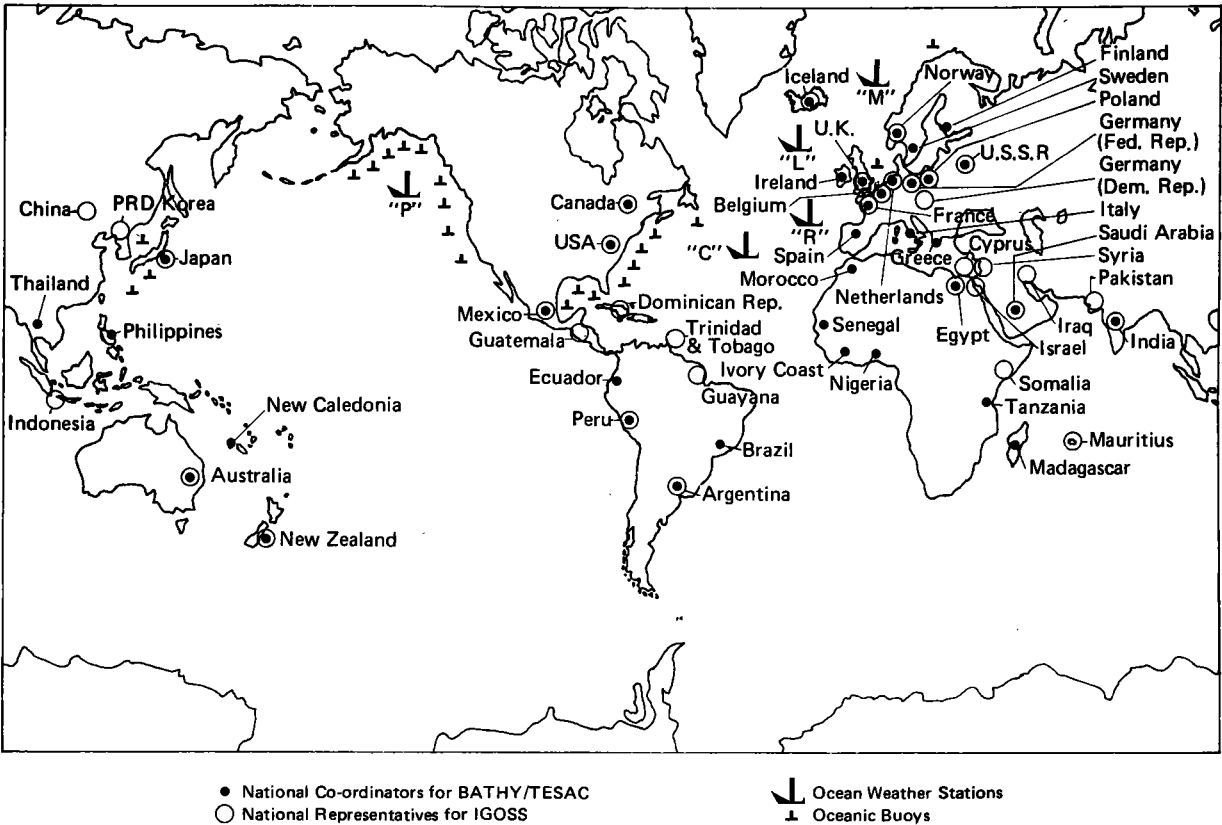 Finland
Sweden
Poland
Germany
(Fed. Rep.)
Germany
(Dem. Rep.)
Italy
Saudi Arabia
Syria
Pakistan
Iceland
"M"
Norway
U.K.
"L"
U.S.S.R
Ireland
Belgium
"R"
France
Spain
Greece
Cyprus
Morocco
Netherlands
Egypt
Iraq
Israel
India
"P"
Canada
USA
"C"
China
PRD Korea
Japan
Thailand
Philippines
Mexico
Dominican Rep.
Guatemala
Trinidad
& Tobago
Senegal
Ivory Coast
Nigeria
Ecuador
Guayana
Somalia
Tanzania
Indonesia
New Caledonia
Peru
Brazil
Mauritius
Madagascar
Australia
Argentina
New Zealand
National Co-ordinators for BATHY/TESAC
National Representatives for IGOSS
Ocean Weather Stations
Oceanic Buoys